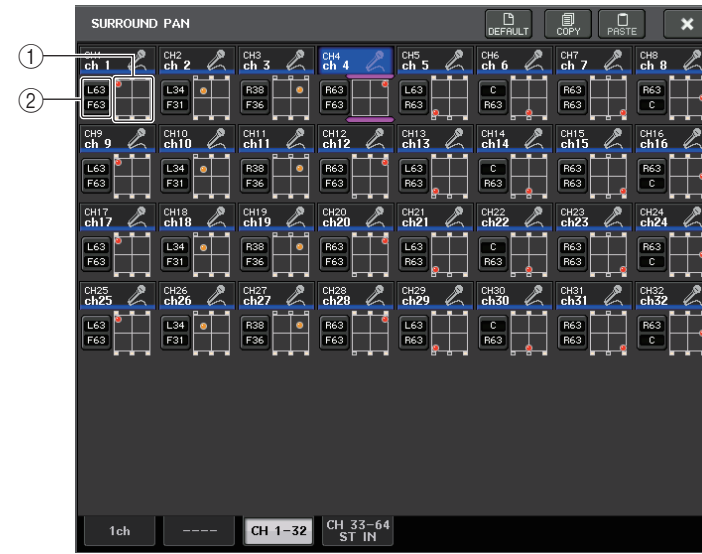 SURROUND PAN DEFAULT COPY PASTE
①
②
CH1 CH2 CH3 CH4 CH5 CH6 CH7 CH8
ch 1 ch 2 ch 3 ch 4 ch 5 ch 6 ch 7 ch 8
L63 L34 R38 R63 L63 C R63 R63
F63 F31 F36 F63 R63 R63 R63 C
CH9 CH10 CH11 CH12 CH13 CH14 CH15 CH16
ch 9 ch10 ch11 ch12 ch13 ch14 ch15 ch16
L63 L34 R38 R63 L63 C R63 R63
F63 F31 F36 F63 R63 R63 R63 C
CH17 CH18 CH19 CH20 CH21 CH22 CH23 CH24
ch17 ch18 ch19 ch20 ch21 ch22 ch23 ch24
L63 L34 R38 R63 L63 C R63 R63
F63 F31 F36 F63 R63 R63 R63 C
CH25 CH26 CH27 CH28 CH29 CH30 CH31 CH32
ch25 ch26 ch27 ch28 ch29 ch30 ch31 ch32
L63 L34 R38 R63 L63 C R63 R63
F63 F31 F36 F63 R63 R63 R63 C
1ch ---- CH 1-32 CH 33-64
ST IN